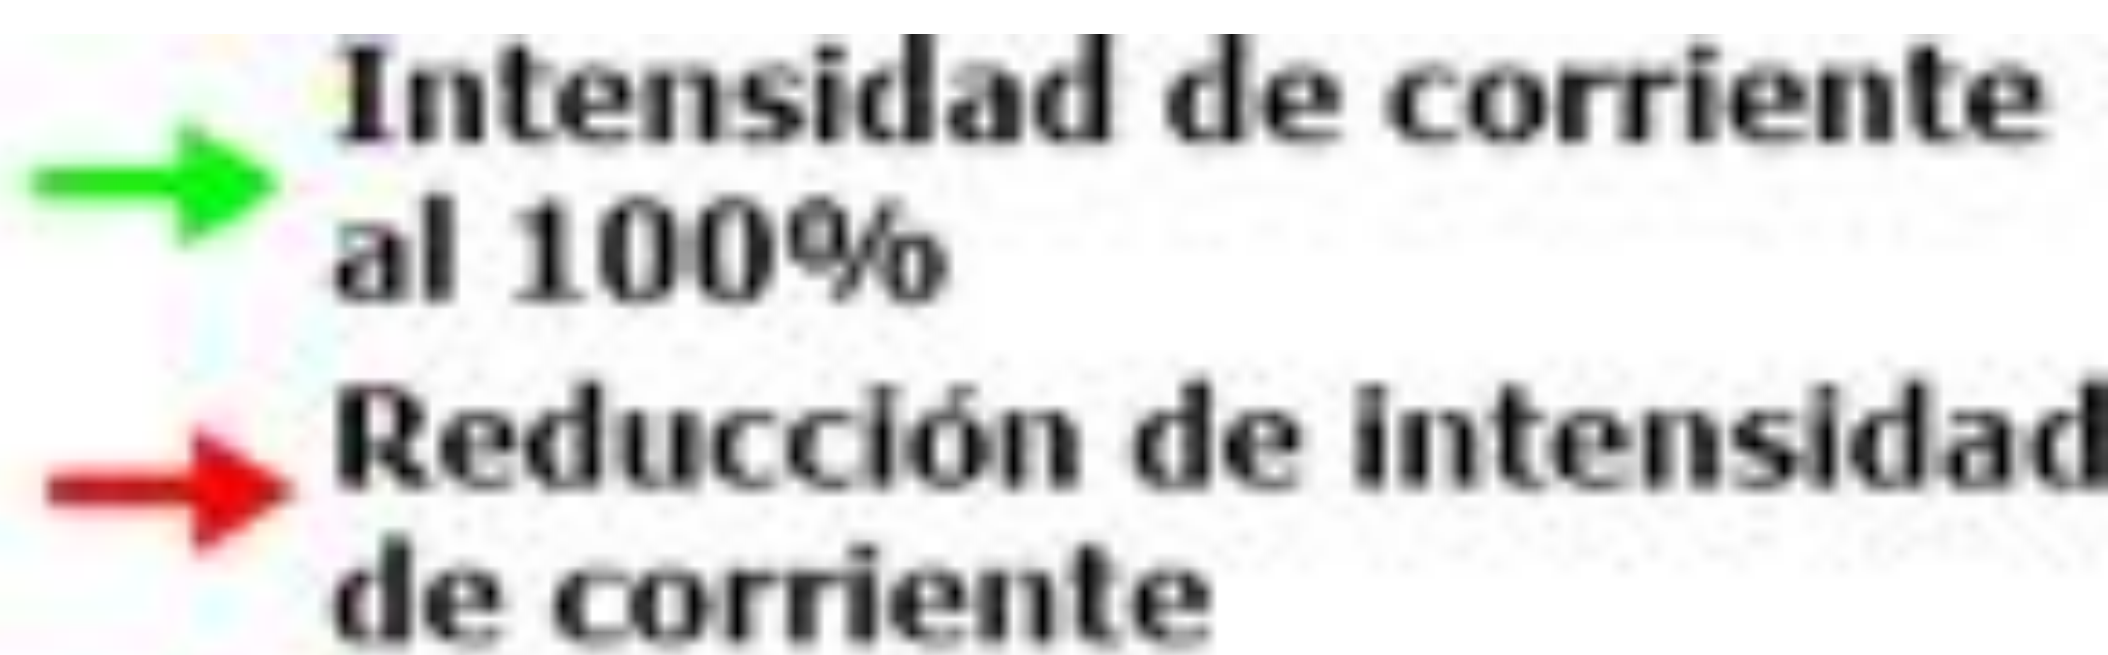 Intensidad de corriente
al 100%
Reducción de intensidad
de corriente